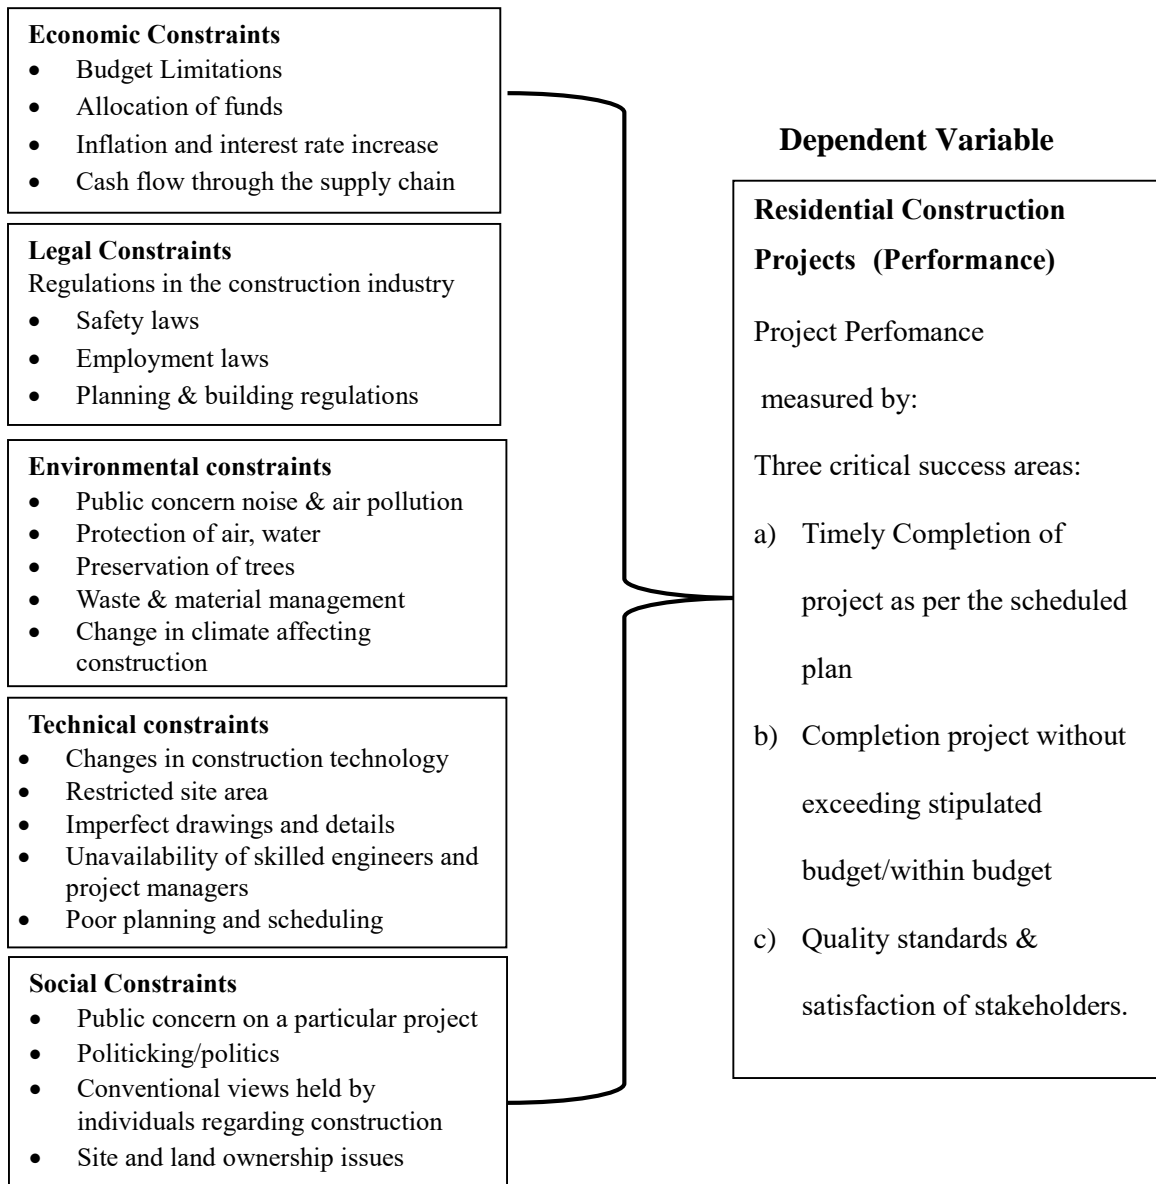 Economic Constraints
• Budget Limitations
• Allocation of funds
• Inflation and interest rate increase
• Cash flow through the supply chain
Legal Constraints
Regulations in the construction industry
• Safety laws
• Employment laws
• Planning & building regulations
Environmental constraints
• Public concern noise & air pollution
• Protection of air, water
• Preservation of trees
• Waste & material management
• Change in climate affecting
construction
Technical constraints
• Changes in construction technology
• Restricted site area
• Imperfect drawings and details
• Unavailability of skilled engineers and
project managers
• Poor planning and scheduling
Social Constraints
• Public concern on a particular project
• Politicking/politics
• Conventional views held by
individuals regarding construction
• Site and land ownership issues
Dependent Variable
Residential Construction
Projects (Performance)
Project Perfomance
measured by:
Three critical success areas:
a) Timely Completion of
project as per the scheduled
plan
b) Completion project without
exceeding stipulated
budget/within budget
c) Quality standards &
satisfaction of stakeholders.